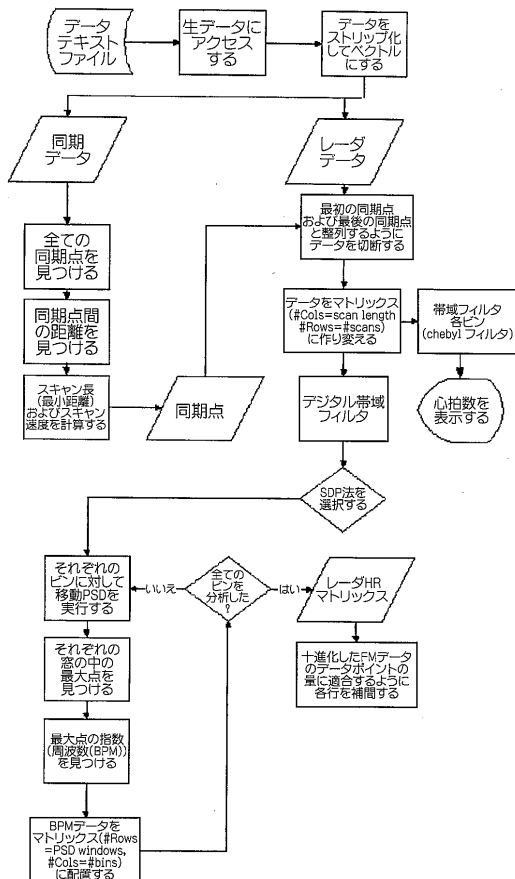 データ
テキスト
ファイル
生データに
アクセス
する
データを
ストリップ化
してベクトル
にする
同期
データ
レーダ
データ
全ての
同期点を
見つける
同期点間
の距離を
見つける
スキャン長
(最小距離)
およびスキャン
速度を計算する
同期点
最初の同期点
および最後の同期点
と整列するように
データを切断する
データをマトリックス
(#Cols=scan length
#Rows=#scans)
に作り変える
帯域フィルタ
各ビン
(chebyl フィルタ)
心拍数を
表示する
デジタル帯域
フィルタ
SDP法を
選択する
それぞれの
ビンに対して
移動PSDを
実行する
いいえ
全ての
ビンを
分析した
?
はい
レーダHR
マトリックス
十進化したFMデータ
のデータポイントの
量に適合するように
各行を補間する
それぞれの
窓の中の
最大点を
見つける
最大点の指数
(周波数(BPM))
を見つける
BPMデータを
マトリックス(#Rows
=PSD windows,
#Cols=#bins)
に配置する